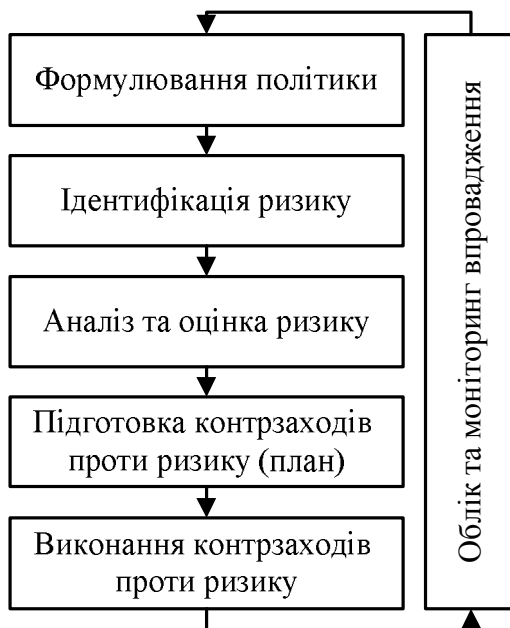 Формулювання політики
Ідентифікація ризику
Аналіз та оцінка ризику
Підготовка контрзаходів
проти ризику (план)
Виконання контрзаходів
проти ризику
Облік та моніторинг впровадження